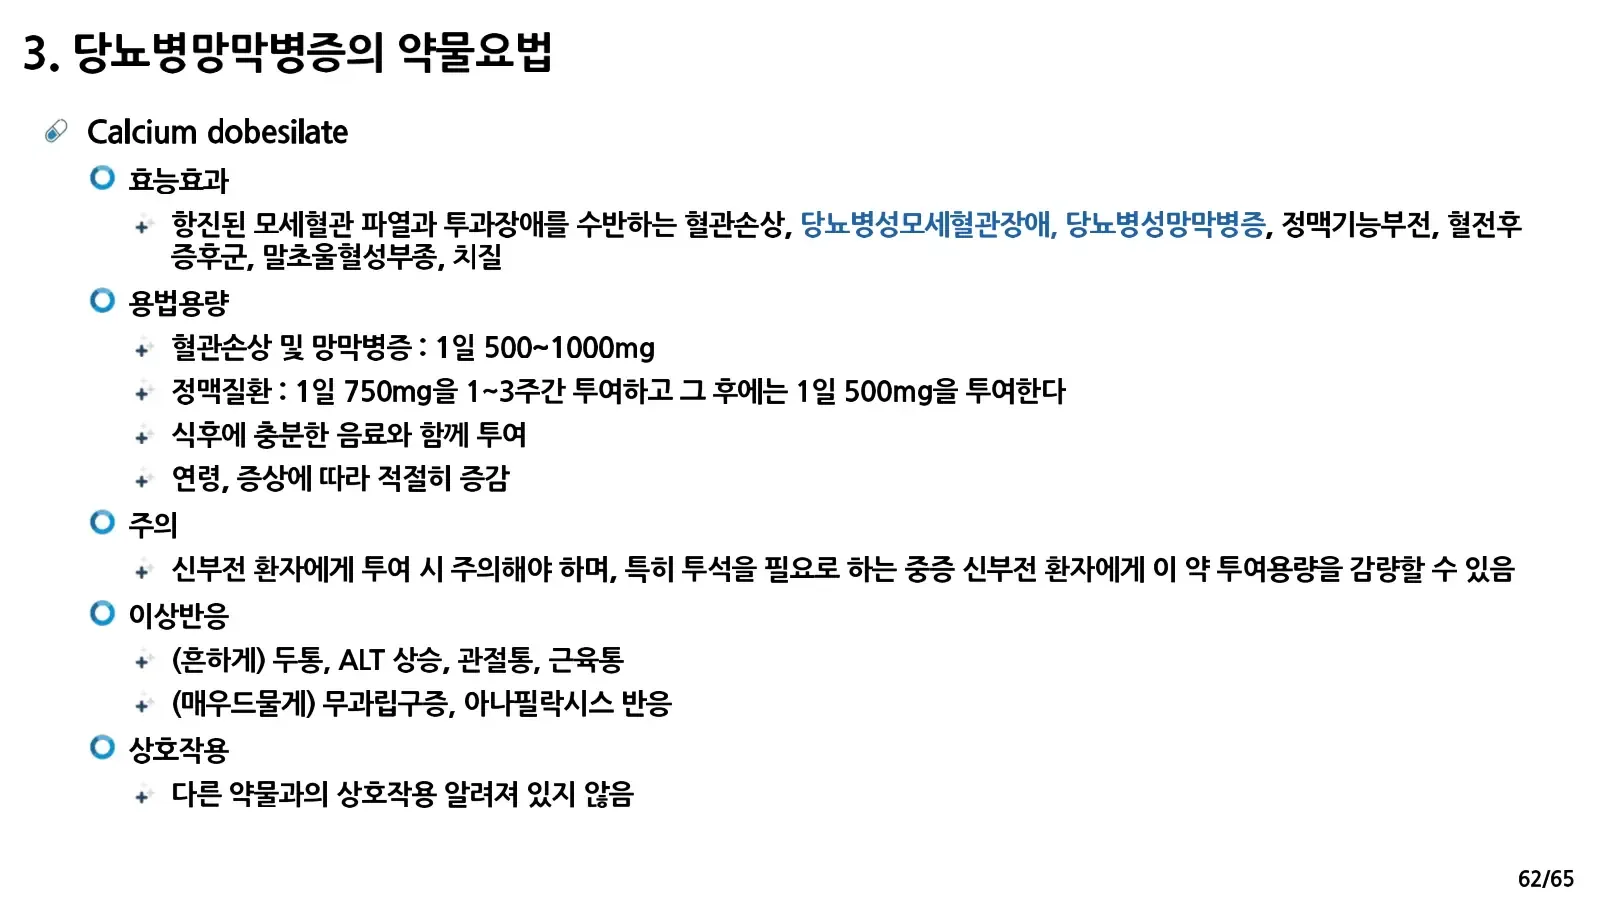 3. 당뇨병망막병증의 약물요법
Calcium dobesilate
효능효과
항진된 모세혈관 파열과 투과장애를 수반하는 혈관손상, 당뇨병성모세혈관장애, 당뇨병성망막병증, 정맥기능부전, 혈전후
증후군, 말초울혈성부종, 치질
용법용량
혈관손상 및 망막병증 : 1일 500~1000mg
정맥질환 : 1일 750mg을 1~3주간 투여하고 그 후에는 1일 500mg을 투여한다
식후에 충분한 음료와 함께 투여
연령, 증상에 따라 적절히 증감
주의
신부전 환자에게 투여 시 주의해야 하며, 특히 투석을 필요로 하는 중증 신부전 환자에게 이 약 투여용량을 감량할 수 있음
이상반응
(흔하게) 두통, ALT 상승, 관절통, 근육통
(매우드물게) 무과립구증, 아나필락시스 반응
상호작용
다른 약물과의 상호작용 알려져 있지 않음
62/65